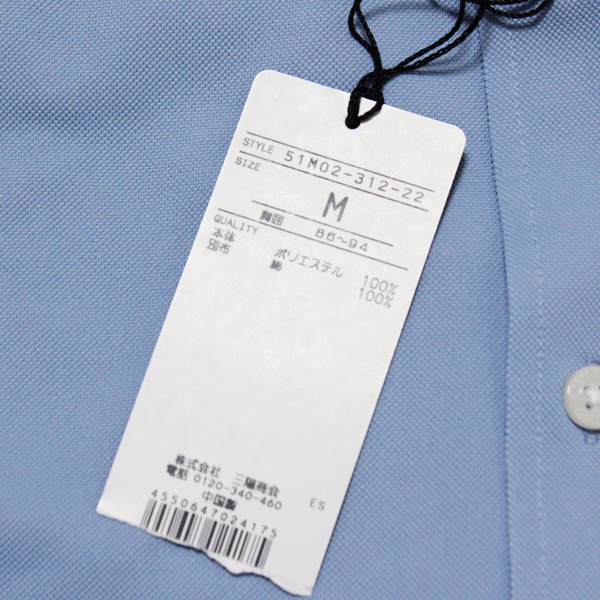 STYLE 51M02-312-22
SIZE
M
胸囲 86~94
QUALITY
本体 ポリエステル 100%
別布 綿 100%
株式会社 三陽商会
電話 0120-340-460
中国製 ES
4550647024175